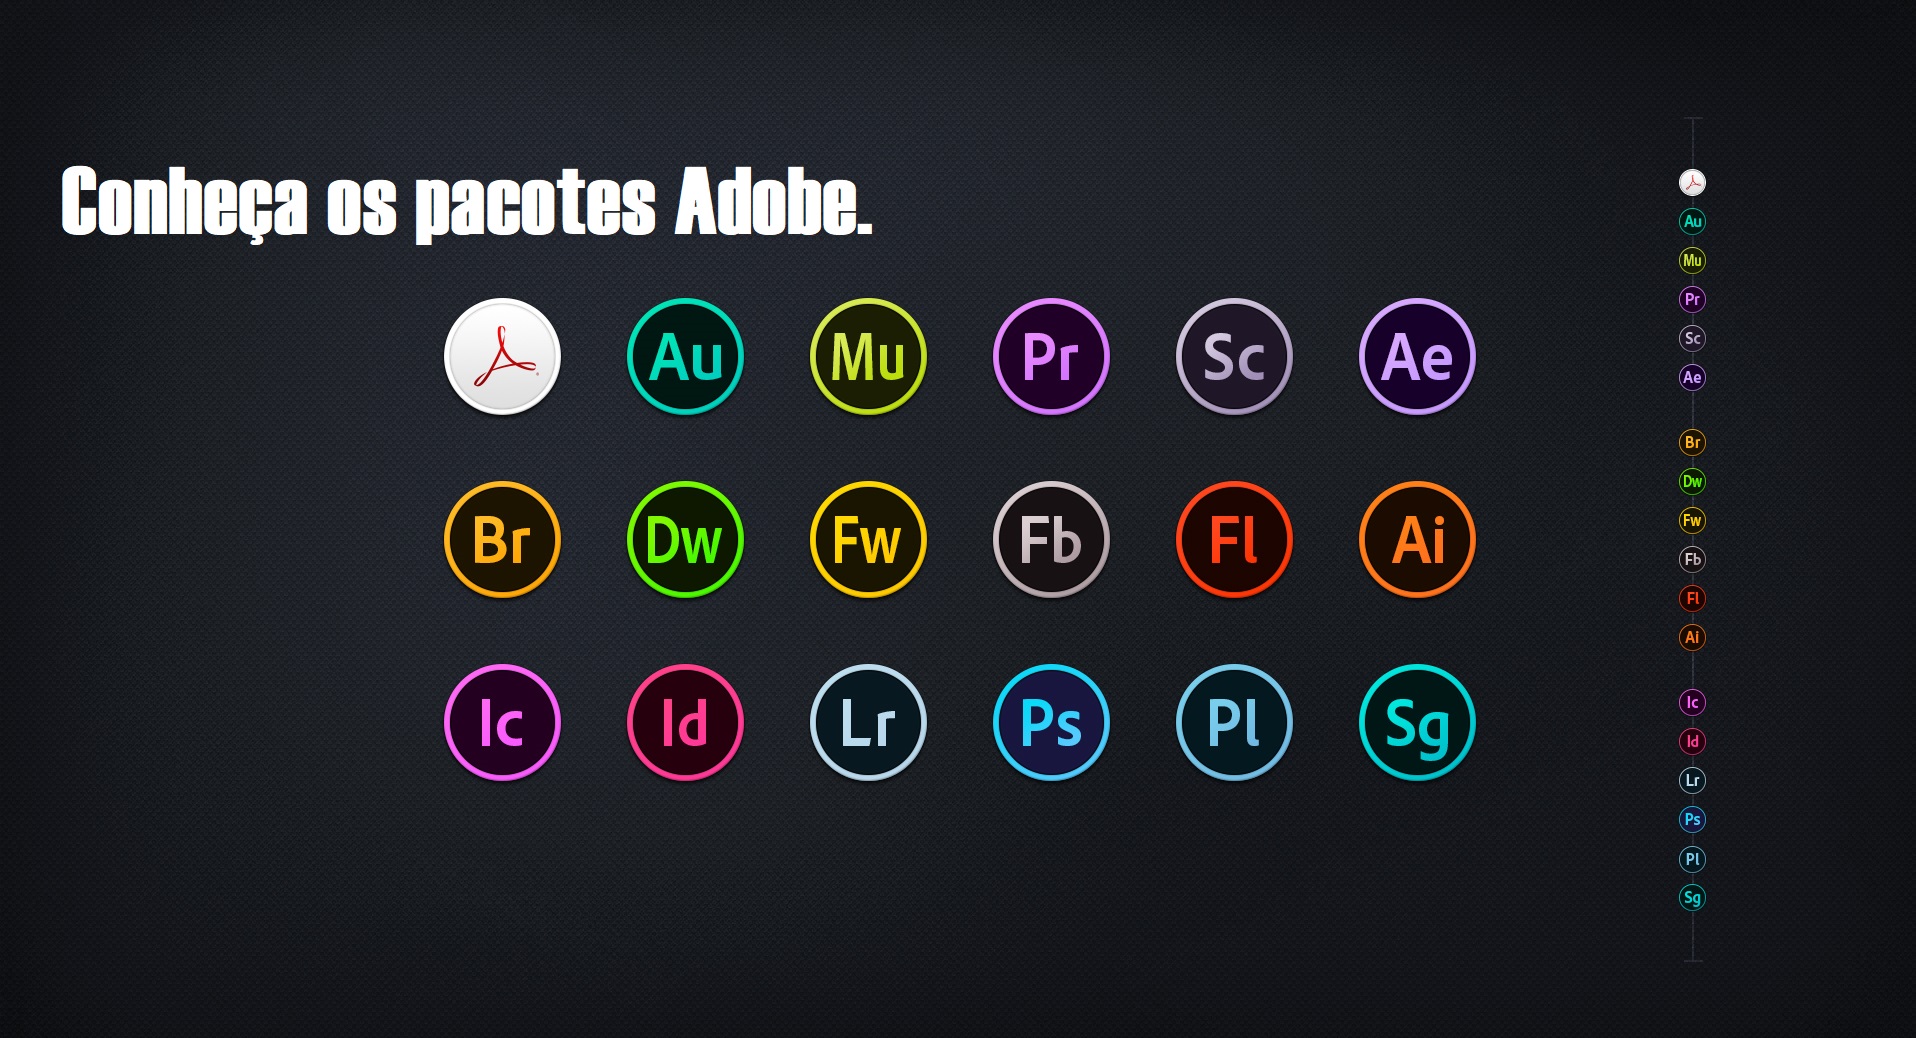 Conheça os pacotes Adobe.
Au Mu Pr Sc Ae
Br Dw Fw Fb Fl Ai
Ic Id Lr Ps Pl Sg
Au
Mu
Pr
Sc
Ae
Br
Dw
Fw
Fb
Fl
Ai
Ic
Id
Lr
Ps
Pl
Sg